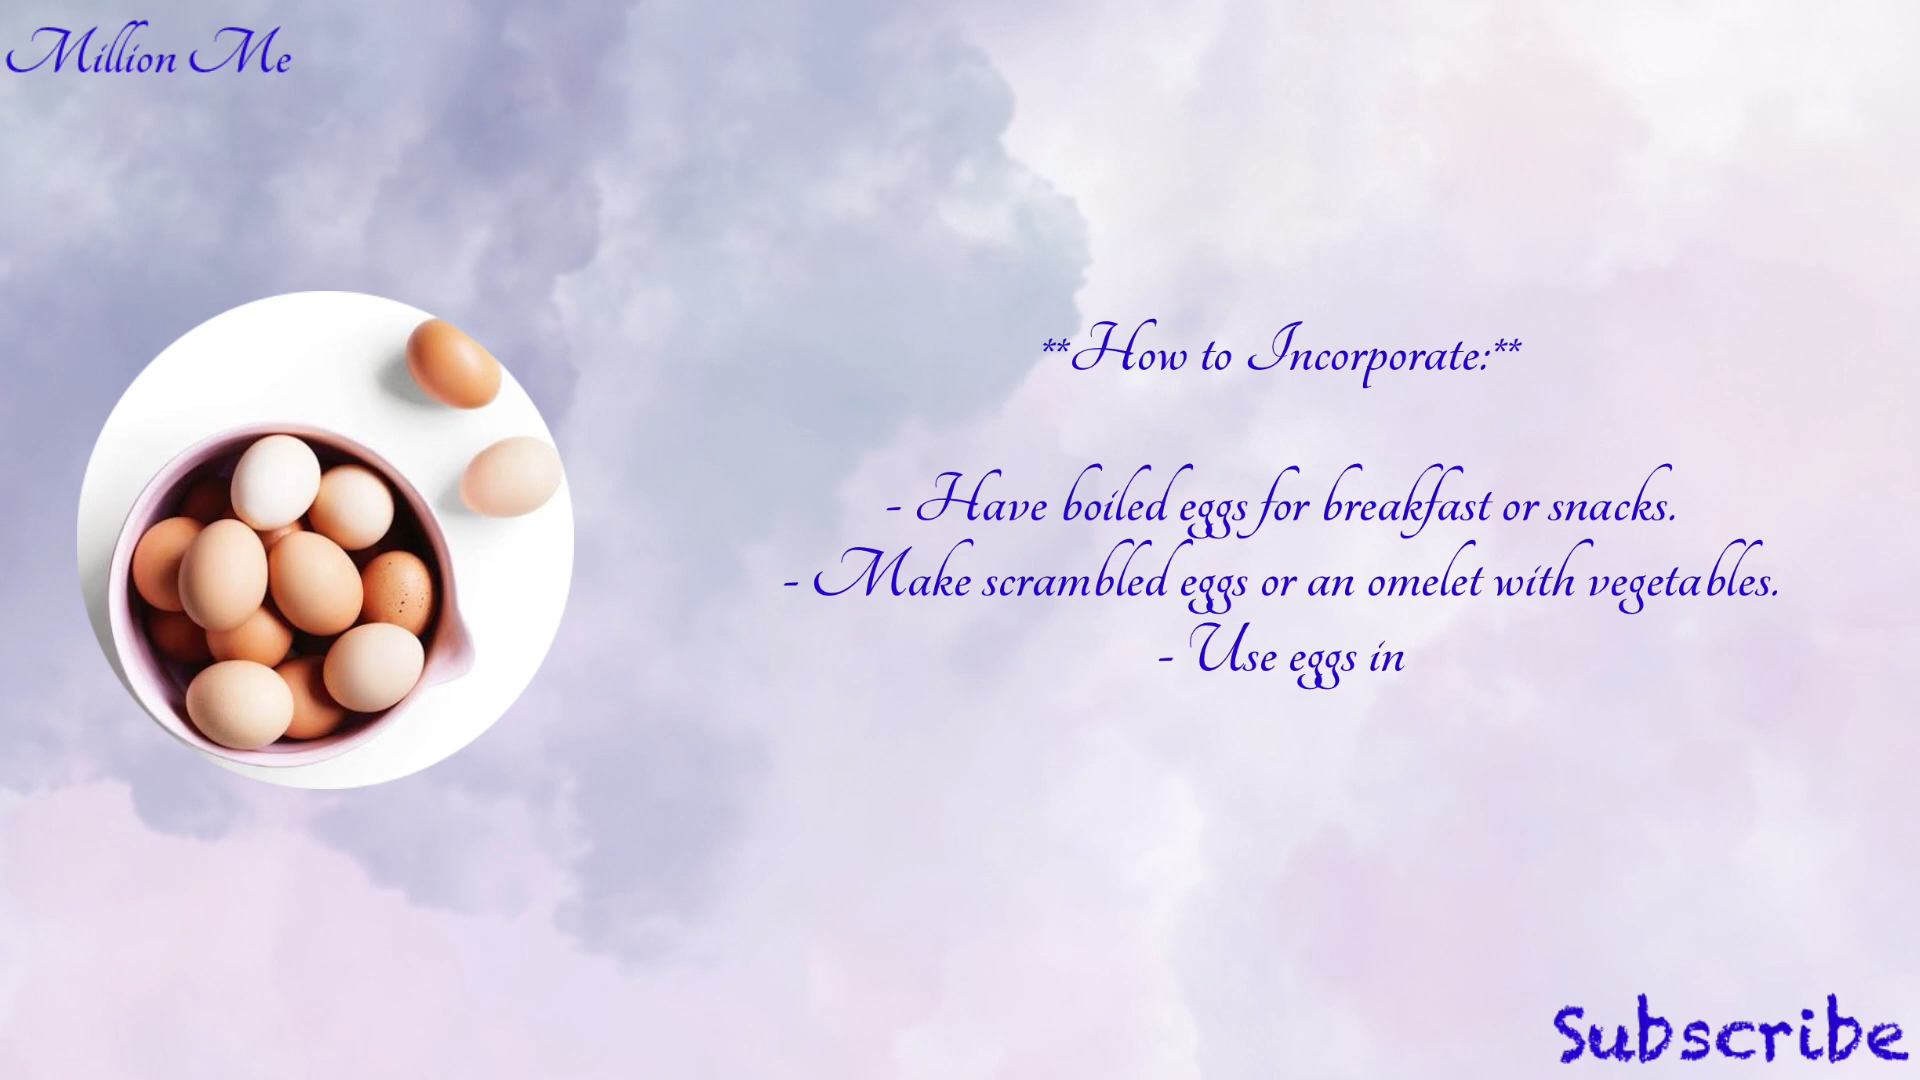 Million Me
**How to Incorporate:**
- Have boiled eggs for breakfast or snacks.
- Make scrambled eggs or an omelet with vegetables.
- Use eggs in
Subscribe